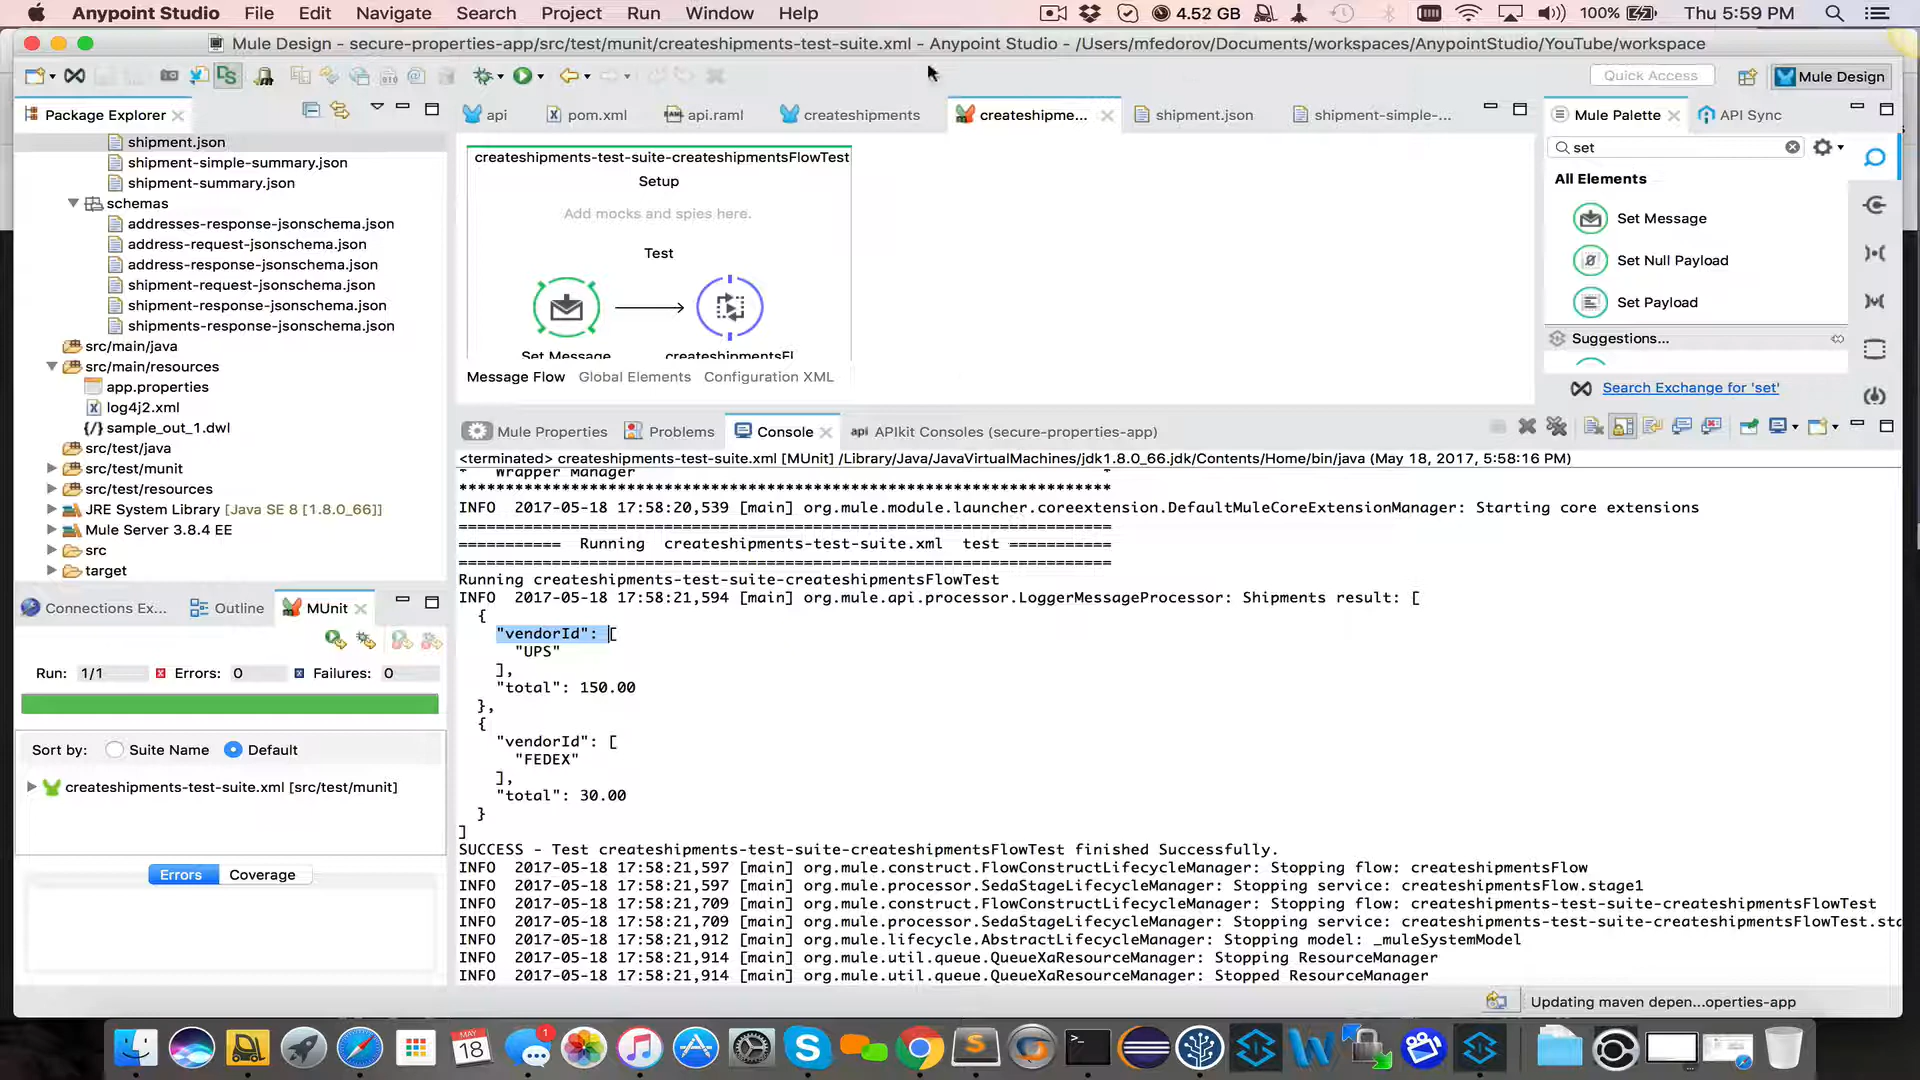 Anypoint Studio File Edit Navigate Search Project Run Window Help 4.52 GB 100% Thu 5:59 PM
Mule Design - secure-properties-app/src/test/munit/createshipments-test-suite.xml - Anypoint Studio - /Users/mfedorov/Documents/workspaces/AnypointStudio/YouTube/workspace
Quick Access Mule Design
Package Explorer
shipment.json
shipment-simple-summary.json
shipment-summary.json
schemas
addresses-response-jsonschema.json
address-request-jsonschema.json
address-response-jsonschema.json
shipment-request-jsonschema.json
shipment-response-jsonschema.json
shipments-response-jsonschema.json
src/main/java
src/main/resources
app.properties
log4j2.xml
sample_out_1.dwl
src/test/java
src/test/munit
src/test/resources
JRE System Library [Java SE 8 [1.8.0_66]]
Mule Server 3.8.4 EE
src
target
api pom.xml api.raml createshipments createshipme... shipment.json shipment-simple-...
createshipments-test-suite-createshipmentsFlowTest
Setup
Add mocks and spies here.
Test
Set Message createshipmentsFl
Message Flow Global Elements Configuration XML
Mule Palette API Sync
set
All Elements
Set Message
Set Null Payload
Set Payload
Suggestions...
Search Exchange for 'set'
Connections Ex... Outline MUnit
Run: 1/1 Errors: 0 Failures: 0
Sort by: Suite Name Default
createshipments-test-suite.xml [src/test/munit]
Errors Coverage
Mule Properties Problems Console api APIkit Consoles (secure-properties-app)
<terminated> createshipments-test-suite.xml [MUnit] /Library/Java/JavaVirtualMachines/jdk1.8.0_66.jdk/Contents/Home/bin/java (May 18, 2017, 5:58:16 PM)
* Wrapper Manager *
***********************************************************************
INFO 2017-05-18 17:58:20,539 [main] org.mule.module.launcher.coreextension.DefaultMuleCoreExtensionManager: Starting core extensions
=======================================================================
=========== Running createshipments-test-suite.xml test ===========
=======================================================================
Running createshipments-test-suite-createshipmentsFlowTest
INFO 2017-05-18 17:58:21,594 [main] org.mule.api.processor.LoggerMessageProcessor: Shipments result: [
{
"vendorId": [
"UPS"
],
"total": 150.00
},
{
"vendorId": [
"FEDEX"
],
"total": 30.00
}
]
SUCCESS - Test createshipments-test-suite-createshipmentsFlowTest finished Successfully.
INFO 2017-05-18 17:58:21,597 [main] org.mule.construct.FlowConstructLifecycleManager: Stopping flow: createshipmentsFlow
INFO 2017-05-18 17:58:21,597 [main] org.mule.processor.SedaStageLifecycleManager: Stopping service: createshipmentsFlow.stage1
INFO 2017-05-18 17:58:21,709 [main] org.mule.construct.FlowConstructLifecycleManager: Stopping flow: createshipments-test-suite-createshipmentsFlowTest
INFO 2017-05-18 17:58:21,709 [main] org.mule.processor.SedaStageLifecycleManager: Stopping service: createshipments-test-suite-createshipmentsFlowTest.sta
INFO 2017-05-18 17:58:21,912 [main] org.mule.lifecycle.AbstractLifecycleManager: Stopping model: _muleSystemModel
INFO 2017-05-18 17:58:21,914 [main] org.mule.util.queue.QueueXaResourceManager: Stopping ResourceManager
INFO 2017-05-18 17:58:21,914 [main] org.mule.util.queue.QueueXaResourceManager: Stopped ResourceManager
Updating maven depen...operties-app
MAY
18
1